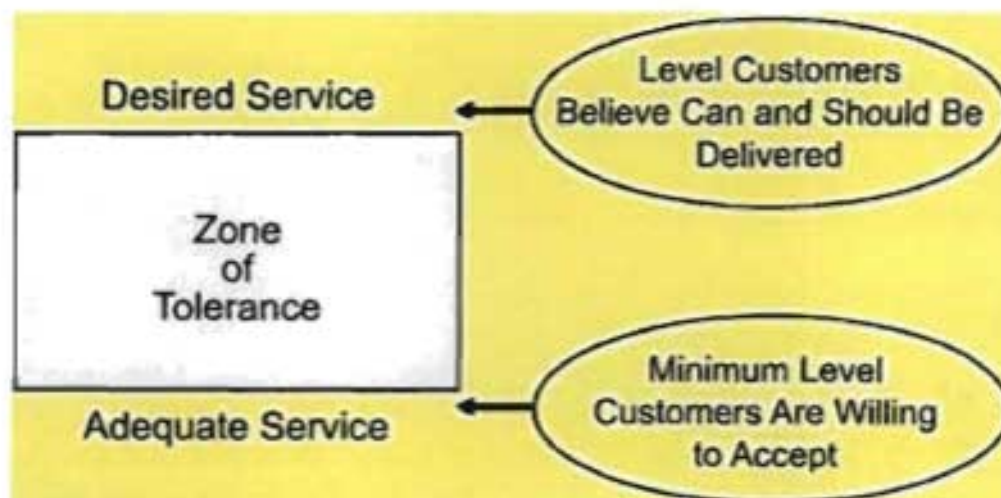 Desired Service
Level Customers
Believe Can and Should Be
Delivered
Zone
of
Tolerance
Adequate Service
Minimum Level
Customers Are Willing
to Accept